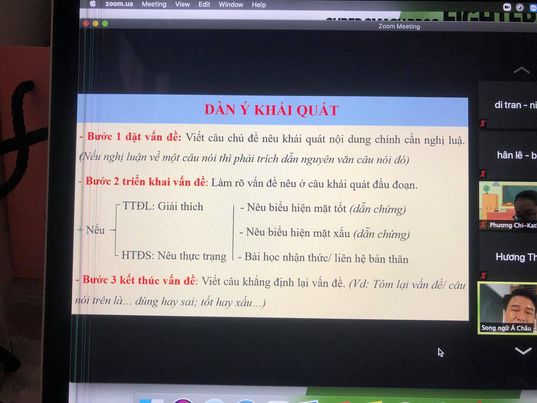 zoom.us Meeting View Edit Window Help
Zoom Meeting
DÀN Ý KHÁI QUÁT
- Bước 1 đặt vấn đề: Viết câu chủ đề nêu khái quát nội dung chính cần nghị luậ.
(Nếu nghị luận về một câu nói thì phải trích dẫn nguyên văn câu nói đó)
- Bước 2 triển khai vấn đề: Làm rõ vấn đề nêu ở câu khái quát đầu đoạn.
TTĐL: Giải thích
- Nêu biểu hiện mặt tốt (dẫn chứng)
+ Nếu
- Nêu biểu hiện mặt xấu (dẫn chứng)
HTĐS: Nêu thực trạng
- Bài học nhận thức/ liên hệ bản thân
- Bước 3 kết thúc vấn đề: Viết câu khẳng định lại vấn đề. (Vd: Tóm lại vấn đề/ câu
nói trên là… đúng hay sai; tốt hay xấu…)
di tran - ni
hân lê - b
Phương Chi-Kat
Hương Th
Song ngữ Á Châu